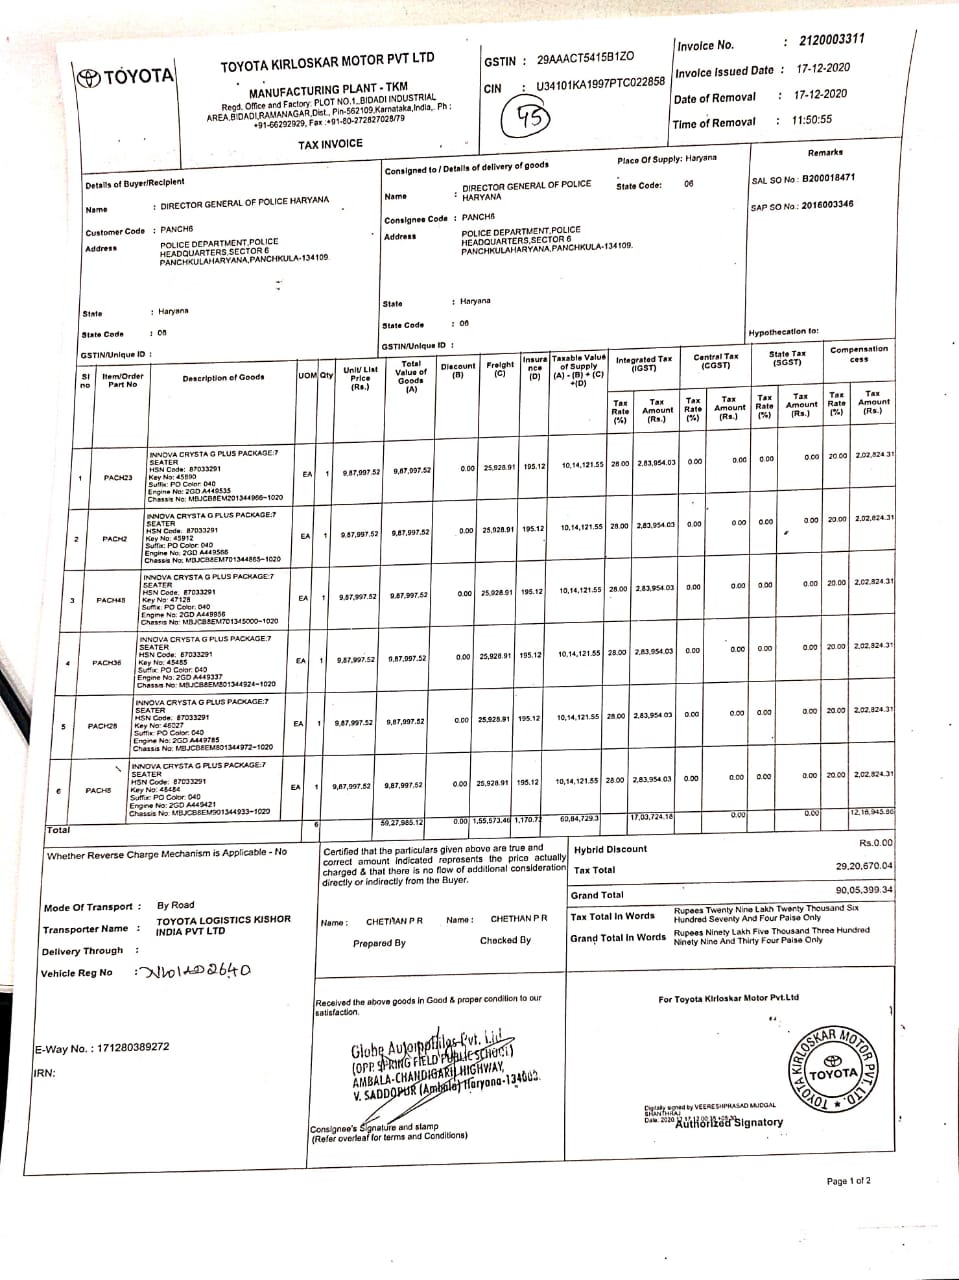 TOYOTA
TOYOTA KIRLOSKAR MOTOR PVT LTD
MANUFACTURING PLANT - TKM
Regd. Office and Factory: PLOT NO.1, BIDADI INDUSTRIAL
AREA,BIDADI,RAMANAGAR,Dist., Pin-562109,Karnataka,India,. Ph :
+91-66292929, Fax :+91-80-272827028/79
TAX INVOICE
GSTIN : 29AAACT5415B1ZO
CIN : U34101KA1997PTC022858
45
Invoice No. : 2120003311
Invoice Issued Date : 17-12-2020
Date of Removal : 17-12-2020
Time of Removal : 11:50:55
Details of Buyer/Recipient
Name : DIRECTOR GENERAL OF POLICE HARYANA
Customer Code : PANCH6
Address POLICE DEPARTMENT,POLICE
HEADQUARTERS,SECTOR 6
PANCHKULAHARYANA,PANCHKULA-134109.
State : Haryana
State Code : 06
GSTIN/Unique ID :
Consigned to / Details of delivery of goods
Place Of Supply: Haryana
Name : DIRECTOR GENERAL OF POLICE
HARYANA
State Code: 06
Consignee Code : PANCH6
Address POLICE DEPARTMENT,POLICE
HEADQUARTERS,SECTOR 6
PANCHKULAHARYANA,PANCHKULA-134109.
State : Haryana
State Code : 06
GSTIN/Unique ID :
Remarks
SAL SO No.: B200018471
SAP SO No.: 2016003346
Hypothecation to:
Sl no Item/Order Part No Description of Goods UOM Qty Unit/ List Price (Rs.) Total Value of Goods (A) Discount (B) Freight (C) Insura nce (D) Taxable Value of Supply (A) - (B) + (C) +(D) Integrated Tax (IGST) Central Tax (CGST) State Tax (SGST) Compensation cess
Tax Rate (%) Tax Amount (Rs.) Tax Rate (%) Tax Amount (Rs.) Tax Rate (%) Tax Amount (Rs.) Tax Rate (%) Tax Amount (Rs.)
INNOVA CRYSTA G PLUS PACKAGE:7
SEATER
HSN Code: 87033291
Key No: 45890
Suffix: PO Color: 040
Engine No: 2GD A449535
Chassis No: MBJCB8EM201344966-1020
1 PACH23 EA 1 9,87,997.52 9,87,997.52 0.00 25,928.91 195.12 10,14,121.55 28.00 2,83,954.03 0.00 0.00 0.00 0.00 20.00 2,02,824.31
INNOVA CRYSTA G PLUS PACKAGE:7
SEATER
HSN Code: 87033291
Key No: 45912
Suffix: PO Color: 040
Engine No: 2GD A449566
Chassis No: MBJCB8EM701344865-1020
2 PACH2 EA 1 9,87,997.52 9,87,997.52 0.00 25,928.91 195.12 10,14,121.55 28.00 2,83,954.03 0.00 0.00 0.00 0.00 20.00 2,02,824.31
INNOVA CRYSTA G PLUS PACKAGE:7
SEATER
HSN Code: 87033291
Key No: 47128
Suffix: PO Color: 040
Engine No: 2GD A449956
Chassis No: MBJCB8EM701345000-1020
3 PACH48 EA 1 9,87,997.52 9,87,997.52 0.00 25,928.91 195.12 10,14,121.55 28.00 2,83,954.03 0.00 0.00 0.00 0.00 20.00 2,02,824.31
INNOVA CRYSTA G PLUS PACKAGE:7
SEATER
HSN Code: 87033291
Key No: 45485
Suffix: PO Color: 040
Engine No: 2GD A449337
Chassis No: MBJCB8EM801344924-1020
4 PACH36 EA 1 9,87,997.52 9,87,997.52 0.00 25,928.91 195.12 10,14,121.55 28.00 2,83,954.03 0.00 0.00 0.00 0.00 20.00 2,02,824.31
INNOVA CRYSTA G PLUS PACKAGE:7
SEATER
HSN Code: 87033291
Key No: 46027
Suffix: PO Color: 040
Engine No: 2GD A449785
Chassis No: MBJCB8EM801344972-1020
5 PACH28 EA 1 9,87,997.52 9,87,997.52 0.00 25,928.91 195.12 10,14,121.55 28.00 2,83,954.03 0.00 0.00 0.00 0.00 20.00 2,02,824.31
INNOVA CRYSTA G PLUS PACKAGE:7
SEATER
HSN Code: 87033291
Key No: 46484
Suffix: PO Color: 040
Engine No: 2GD A449421
Chassis No: MBJCB8EM901344933-1020
6 PACH8 EA 1 9,87,997.52 9,87,997.52 0.00 25,928.91 195.12 10,14,121.55 28.00 2,83,954.03 0.00 0.00 0.00 0.00 20.00 2,02,824.31
Total 6 59,27,985.12 0.00 1,55,573.46 1,170.72 60,84,729.3 17,03,724.18 0.00 0.00 12,16,945.86
Whether Reverse Charge Mechanism is Applicable - No
Mode Of Transport : By Road
Transporter Name : TOYOTA LOGISTICS KISHOR
INDIA PVT LTD
Delivery Through :
Vehicle Reg No :
E-Way No. : 171280389272
IRN:
Certified that the particulars given above are true and
correct amount indicated represents the price actually
charged & that there is no flow of additional consideration
directly or indirectly from the Buyer.
Name : CHETHAN P R Name : CHETHAN P R
Prepared By Checked By
Hybrid Discount Rs.0.00
Tax Total 29,20,670.04
Grand Total 90,05,399.34
Tax Total In Words Rupees Twenty Nine Lakh Twenty Thousand Six
Hundred Seventy And Four Paise Only
Grand Total In Words Rupees Ninety Lakh Five Thousand Three Hundred
Ninety Nine And Thirty Four Paise Only
Received the above goods in Good & proper condition to our
satisfaction.
Globe Automobiles Pvt. Ltd
(OPP. SPRING FIELD PUBLIC SCHOOL)
AMBALA-CHANDIGARH HIGHWAY,
V. SADDOPUR (Ambala) Haryana-134003.
Consignee's Signature and stamp
(Refer overleaf for terms and Conditions)
For Toyota Kirloskar Motor Pvt.Ltd
TOYOTA KIRLOSKAR MOTOR PVT. LTD.
TOYOTA
Digitally signed by VEERESHPRASAD MUDGAL
SHANTHRAJ
Authorized Signatory
Page 1 of 2